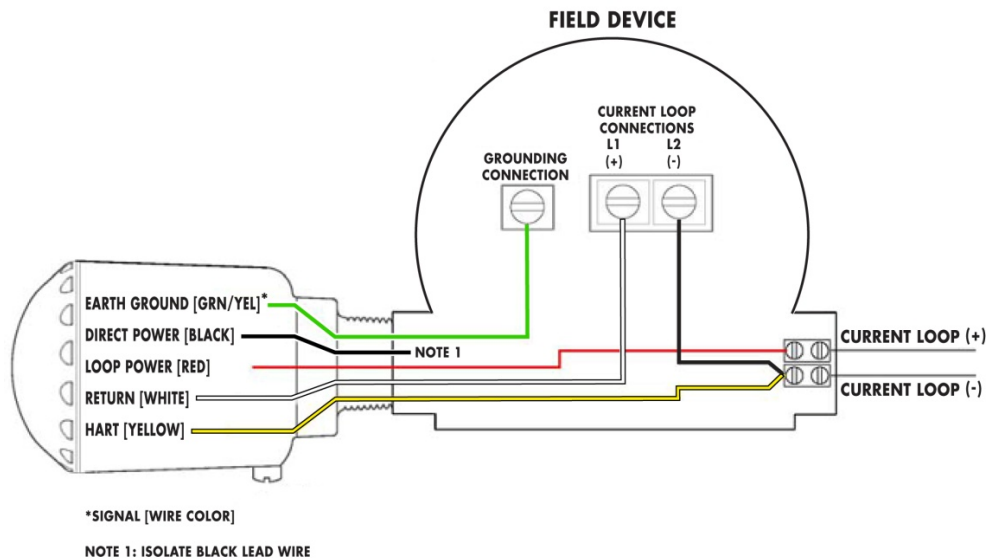 FIELD DEVICE
CURRENT LOOP
CONNECTIONS
L1 L2
(+) (-)
GROUNDING
CONNECTION
EARTH GROUND [GRN/YEL]*
DIRECT POWER [BLACK]
NOTE 1
LOOP POWER [RED]
RETURN [WHITE]
HART [YELLOW]
CURRENT LOOP (+)
CURRENT LOOP (-)
*SIGNAL [WIRE COLOR]
NOTE 1: ISOLATE BLACK LEAD WIRE